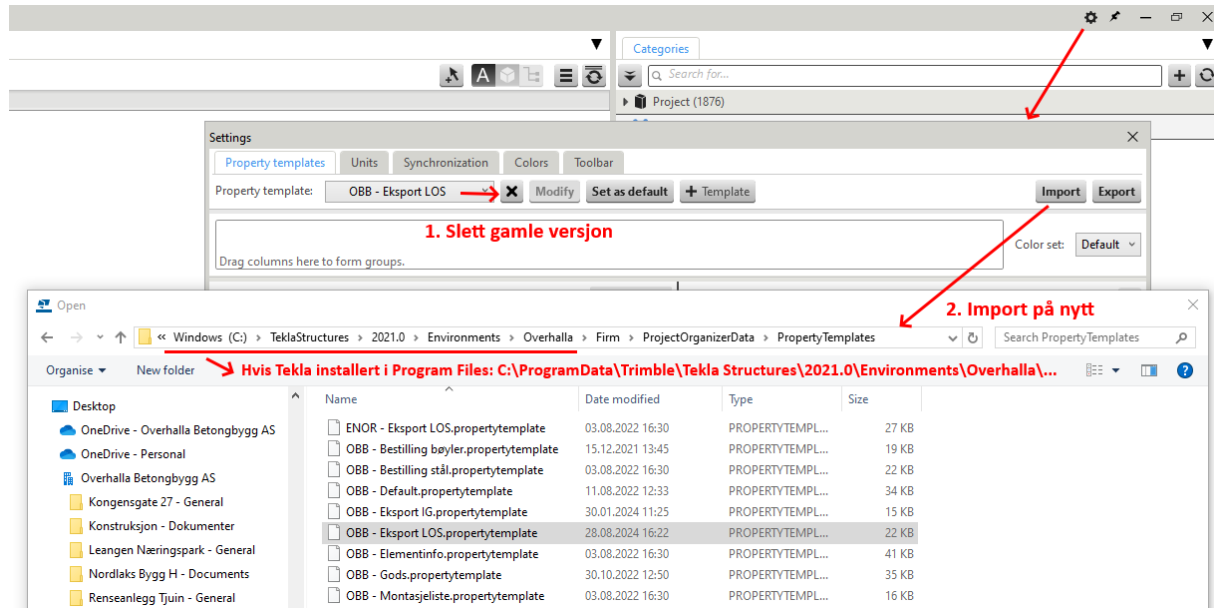 Categories
A
Search for...
Project (1876)
Settings
Property templates Units Synchronization Colors Toolbar
Property template: OBB - Eksport LOS Modify Set as default + Template Import Export
1. Slett gamle versjon
Color set: Default
Drag columns here to form groups.
Open
2. Import på nytt
« Windows (C:) > TeklaStructures > 2021.0 > Environments > Overhalla > Firm > ProjectOrganizerData > PropertyTemplates Search PropertyTemplates
Organise New folder Hvis Tekla installert i Program Files: C:\ProgramData\Trimble\Tekla Structures\2021.0\Environments\Overhalla\...
Name Date modified Type Size
Desktop
OneDrive - Overhalla Betongbygg AS
OneDrive - Personal
Overhalla Betongbygg AS
Kongensgate 27 - General
Konstruksjon - Dokumenter
Leangen Næringspark - General
Nordlaks Bygg H - Documents
Renseanlegg Tjuin - General
ENOR - Eksport LOS.propertytemplate 03.08.2022 16:30 PROPERTYTEMPL... 27 KB
OBB - Bestilling bøyler.propertytemplate 15.12.2021 13:45 PROPERTYTEMPL... 19 KB
OBB - Bestilling stål.propertytemplate 03.08.2022 16:30 PROPERTYTEMPL... 22 KB
OBB - Default.propertytemplate 11.08.2022 12:33 PROPERTYTEMPL... 34 KB
OBB - Eksport IG.propertytemplate 30.01.2024 11:25 PROPERTYTEMPL... 15 KB
OBB - Eksport LOS.propertytemplate 28.08.2024 16:22 PROPERTYTEMPL... 22 KB
OBB - Elementinfo.propertytemplate 03.08.2022 16:30 PROPERTYTEMPL... 41 KB
OBB - Gods.propertytemplate 30.10.2022 12:50 PROPERTYTEMPL... 35 KB
OBB - Montasjeliste.propertytemplate 03.08.2022 16:30 PROPERTYTEMPL... 16 KB